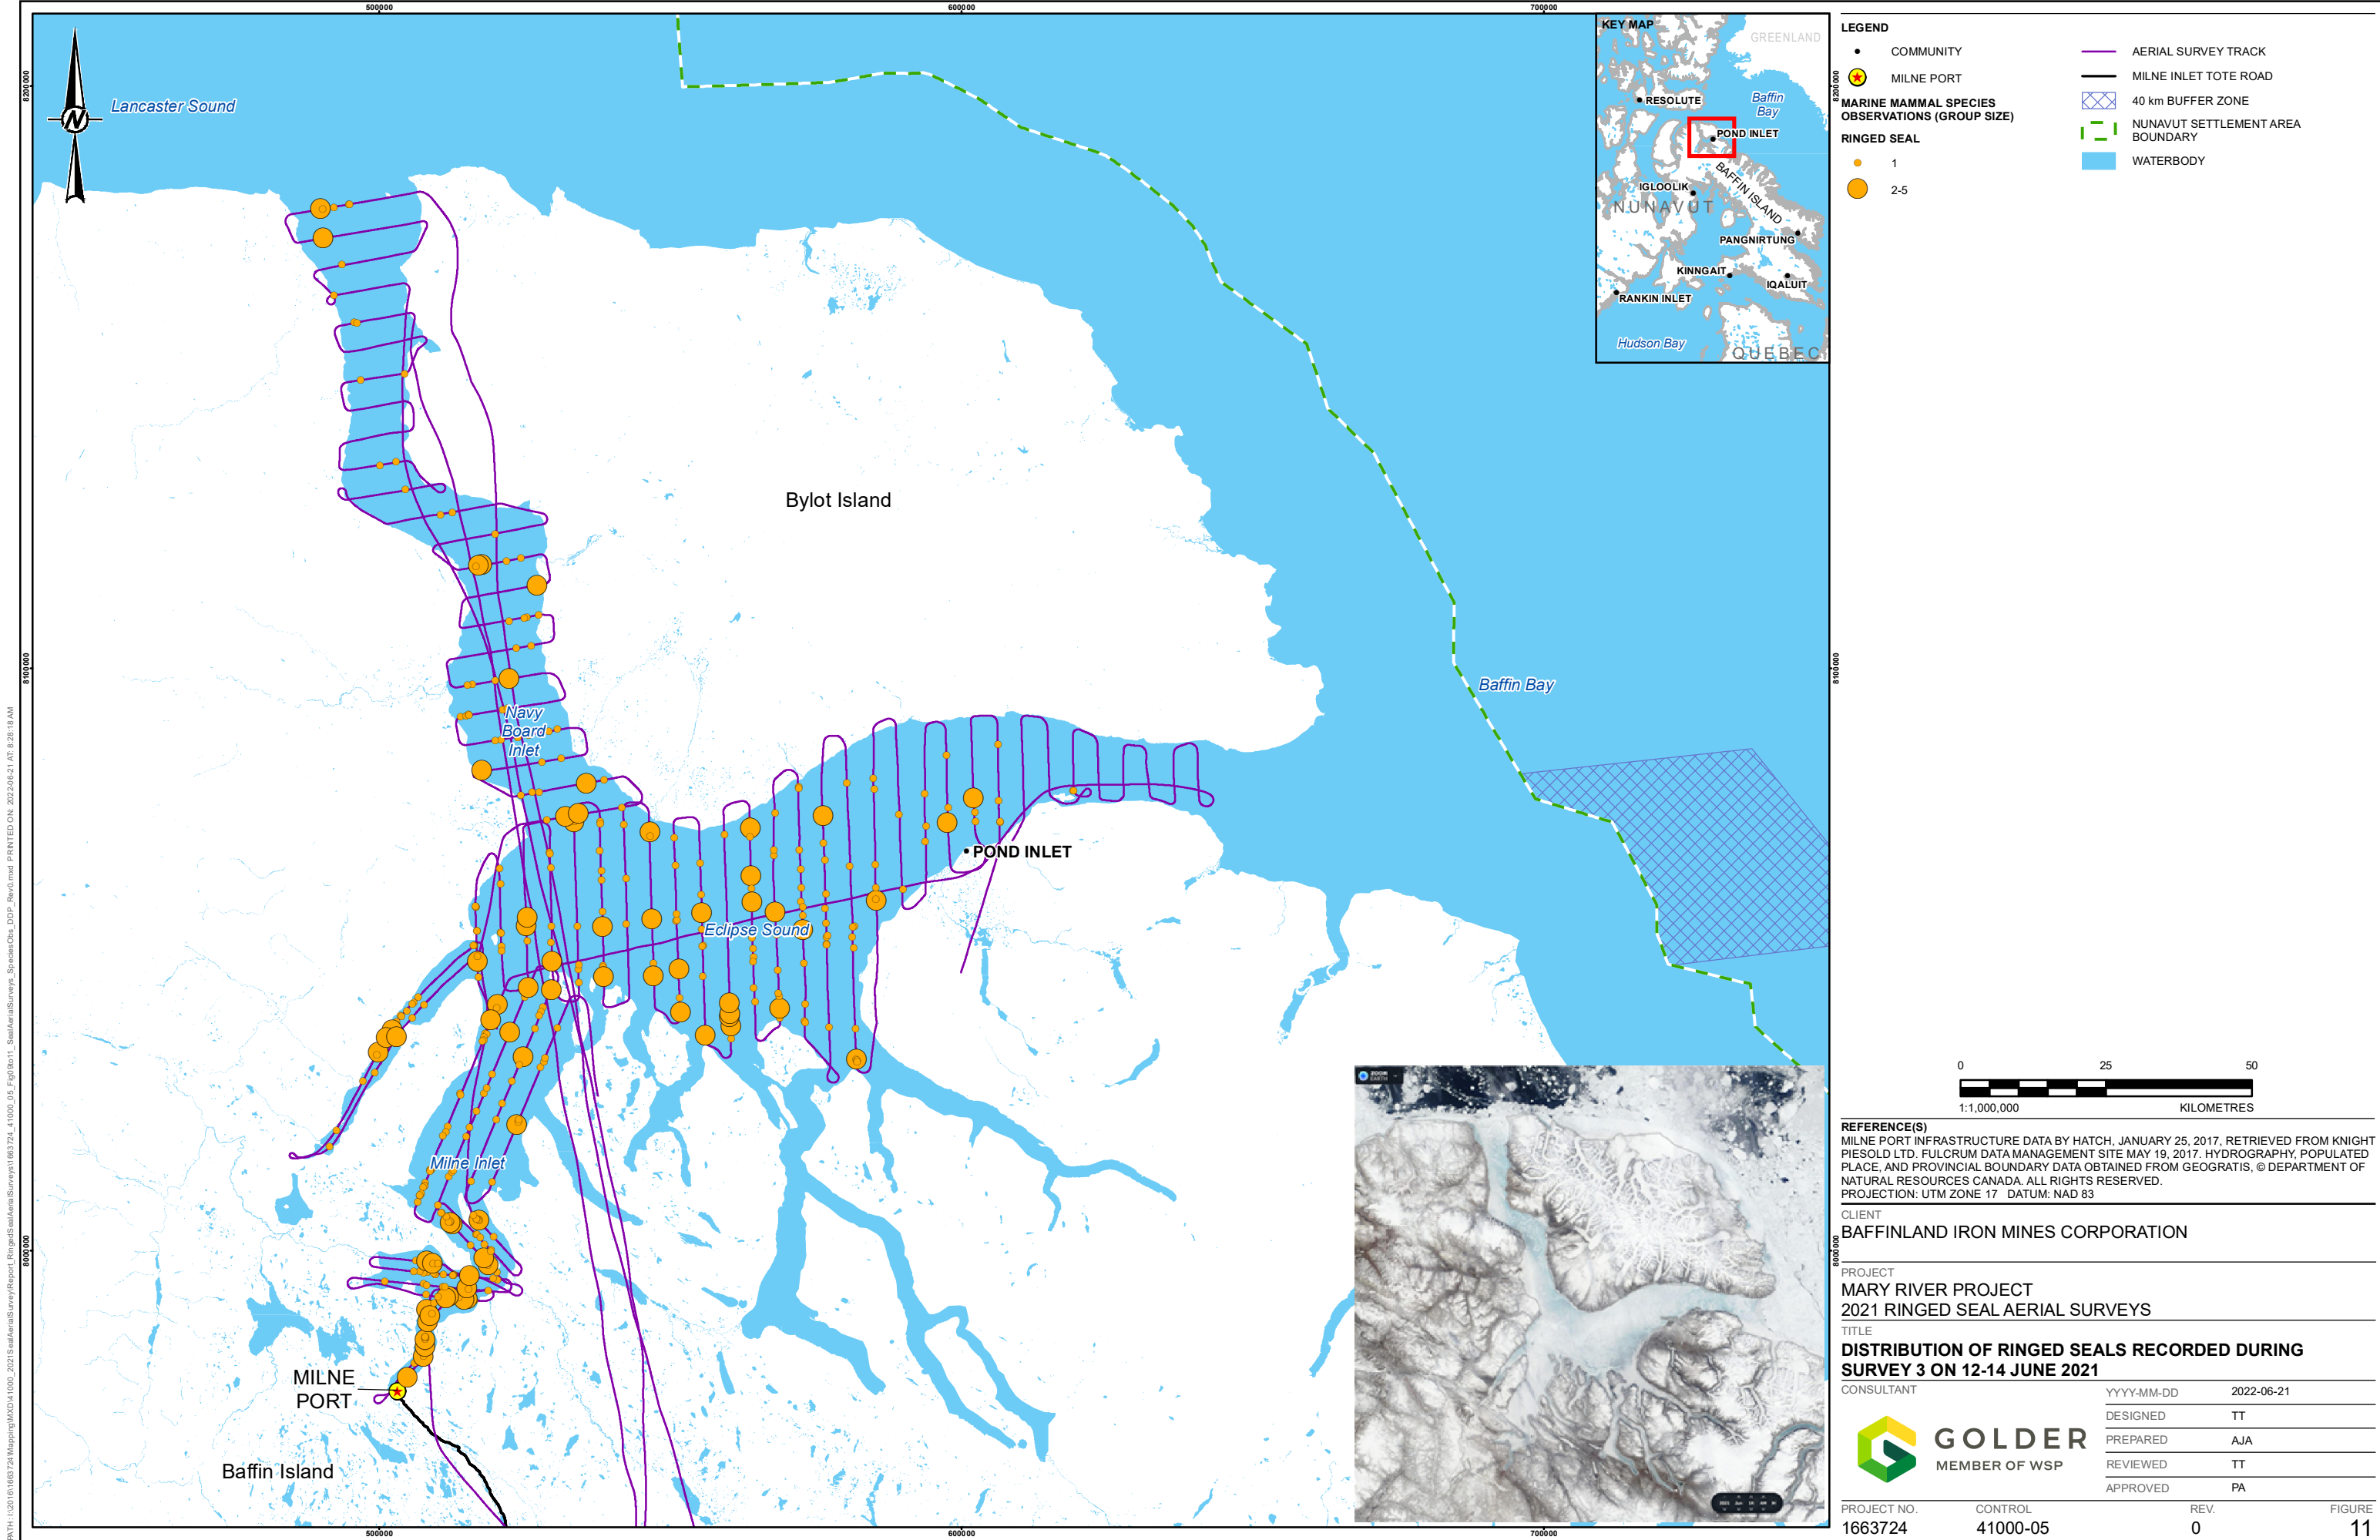 500000
600000
700000
8200000
8200000
8100000
8100000
8000000
8000000
500000
600000
700000
N
Lancaster Sound
Bylot Island
Navy
Board
Inlet
Baffin Bay
POND INLET
Eclipse Sound
Milne Inlet
MILNE
PORT
Baffin Island
KEY MAP
GREENLAND
Baffin
Bay
RESOLUTE
POND INLET
IGLOOLIK
BAFFIN ISLAND
NUNAVUT
PANGNIRTUNG
KINNGAIT
IQALUIT
RANKIN INLET
Hudson Bay
QUEBEC
ZOOM
EARTH
LEGEND
COMMUNITY
MILNE PORT
MARINE MAMMAL SPECIES
OBSERVATIONS (GROUP SIZE)
RINGED SEAL
1
2-5
AERIAL SURVEY TRACK
MILNE INLET TOTE ROAD
40 km BUFFER ZONE
NUNAVUT SETTLEMENT AREA
BOUNDARY
WATERBODY
0 25 50
1:1,000,000 KILOMETRES
REFERENCE(S)
MILNE PORT INFRASTRUCTURE DATA BY HATCH, JANUARY 25, 2017, RETRIEVED FROM KNIGHT
PIESOLD LTD. FULCRUM DATA MANAGEMENT SITE MAY 19, 2017. HYDROGRAPHY, POPULATED
PLACE, AND PROVINCIAL BOUNDARY DATA OBTAINED FROM GEOGRATIS, © DEPARTMENT OF
NATURAL RESOURCES CANADA. ALL RIGHTS RESERVED.
PROJECTION: UTM ZONE 17 DATUM: NAD 83
CLIENT
BAFFINLAND IRON MINES CORPORATION
PROJECT
MARY RIVER PROJECT
2021 RINGED SEAL AERIAL SURVEYS
TITLE
DISTRIBUTION OF RINGED SEALS RECORDED DURING
SURVEY 3 ON 12-14 JUNE 2021
CONSULTANT
GOLDER
MEMBER OF WSP
YYYY-MM-DD 2022-06-21
DESIGNED TT
PREPARED AJA
REVIEWED TT
APPROVED PA
PROJECT NO. CONTROL REV. FIGURE
1663724 41000-05 0 11